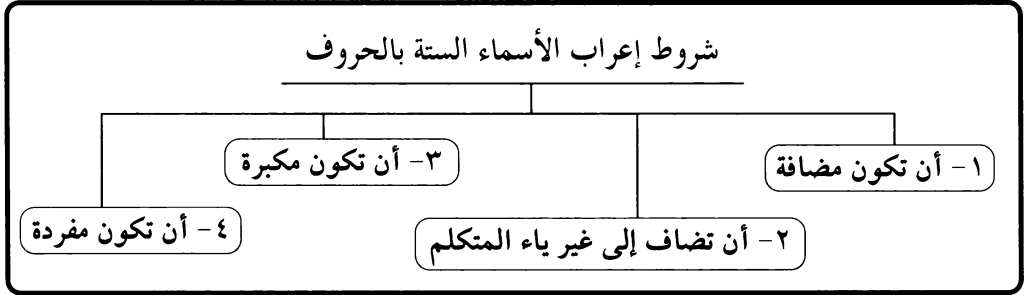 شروط إعراب الأسماء الستة بالحروف
١- أن تكون مضافة
٢- أن تضاف إلى غير ياء المتكلم
٣- أن تكون مكبرة
٤- أن تكون مفردة